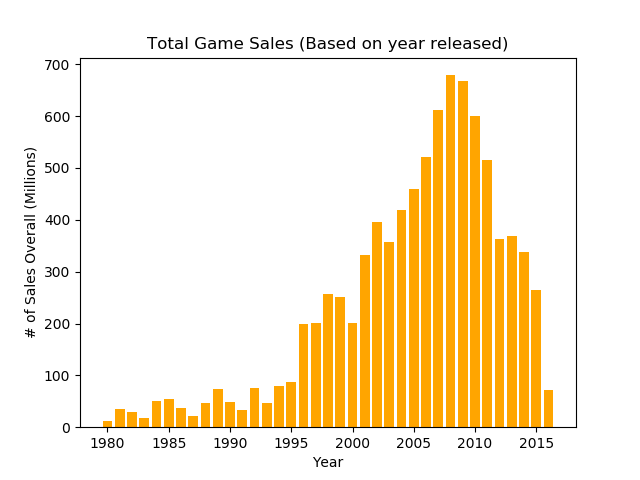 Total Game Sales (Based on year released)
# of Sales Overall (Millions)
700
600
500
400
300
200
100
0
1980 1985 1990 1995 2000 2005 2010 2015
Year